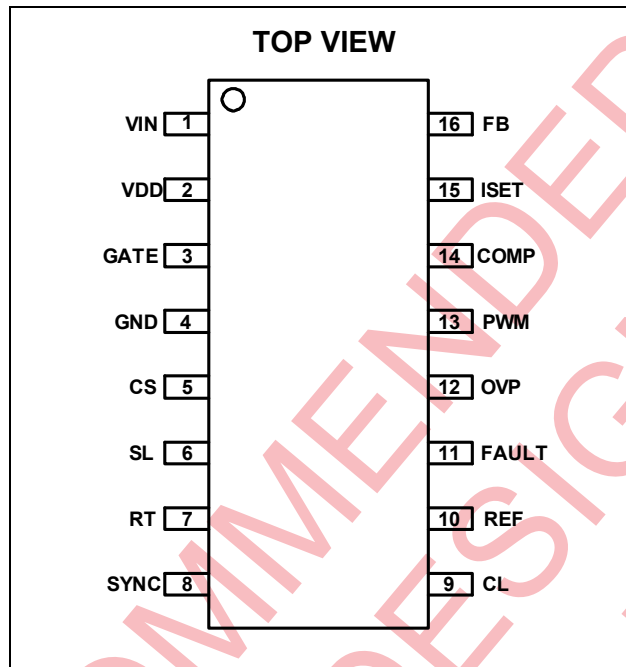 TOP VIEW
VIN 1
VDD 2
GATE 3
GND 4
CS 5
SL 6
RT 7
SYNC 8
16 FB
15 ISET
14 COMP
13 PWM
12 OVP
11 FAULT
10 REF
9 CL